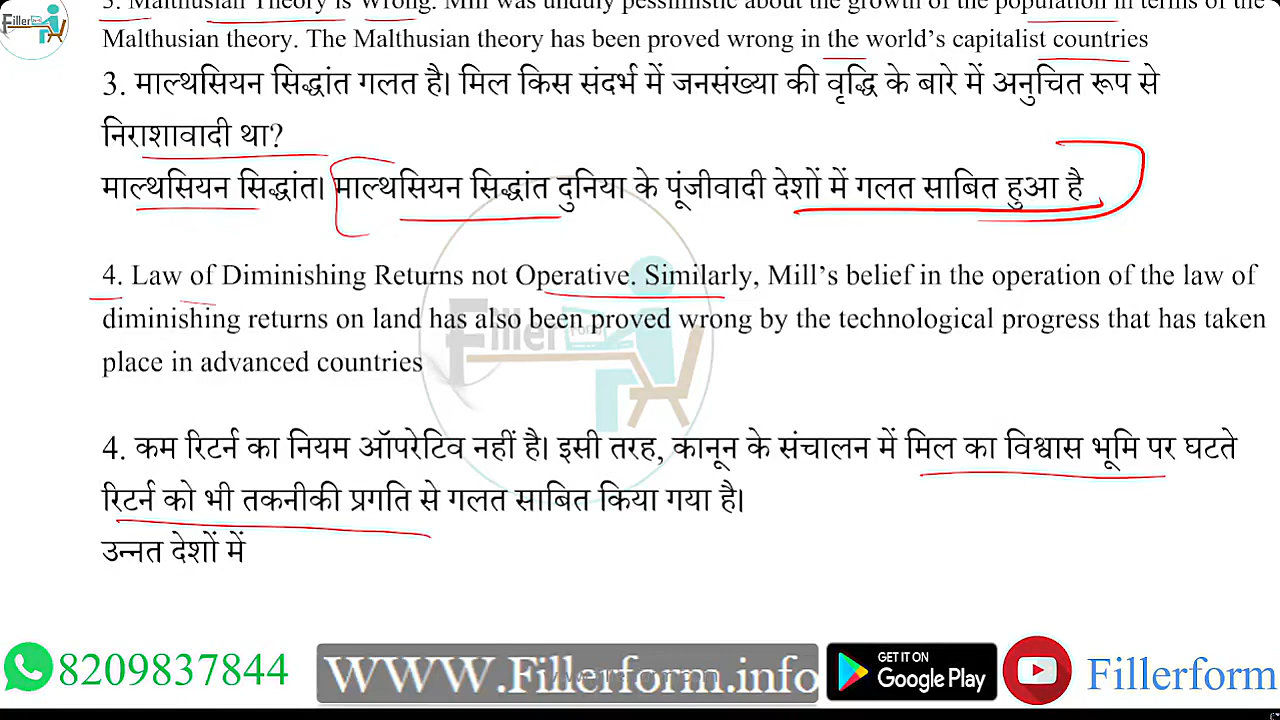 3. Malthusian Theory is Wrong. Mill was unduly pessimistic about the growth of the population in terms of the
Malthusian theory. The Malthusian theory has been proved wrong in the world's capitalist countries
3. माल्थसियन सिद्धांत गलत है। मिल किस संदर्भ में जनसंख्या की वृद्धि के बारे में अनुचित रूप से
निराशावादी था?
माल्थसियन सिद्धांत। माल्थसियन सिद्धांत दुनिया के पूंजीवादी देशों में गलत साबित हुआ है
4. Law of Diminishing Returns not Operative. Similarly, Mill's belief in the operation of the law of
diminishing returns on land has also been proved wrong by the technological progress that has taken
place in advanced countries
4. कम रिटर्न का नियम ऑपरेटिव नहीं है। इसी तरह, कानून के संचालन में मिल का विश्वास भूमि पर घटते
रिटर्न को भी तकनीकी प्रगति से गलत साबित किया गया है।
उन्नत देशों में
8209837844
WWW.Fillerform.info
GET IT ON
Google Play
Fillerform